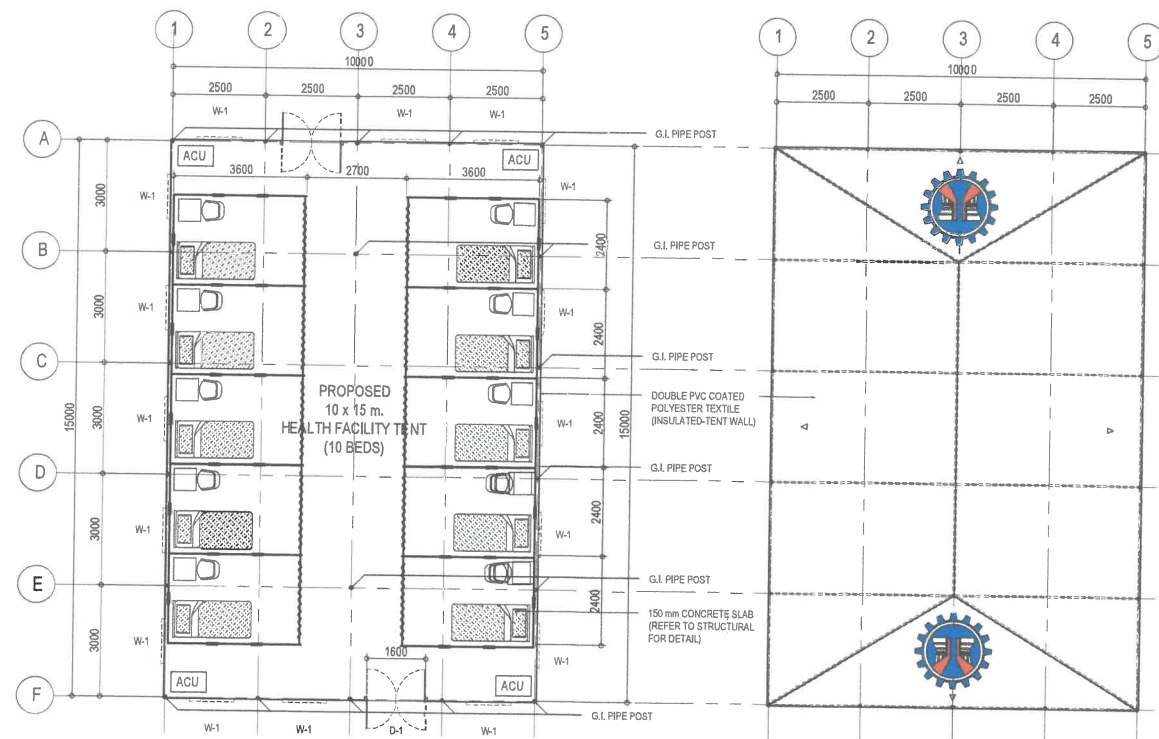 1
2
3
4
5
10000
2500
2500
2500
2500
W-1
W-1
W-1
A
B
C
D
E
F
15000
3000
3000
3000
3000
3000
G.I. PIPE POST
ACU
ACU
3600
2700
3600
W-1
W-1
W-1
W-1
W-1
W-1
W-1
W-1
W-1
W-1
2400
2400
2400
2400
2400
15000
G.I. PIPE POST
G.I. PIPE POST
DOUBLE PVC COATED
POLYESTER TEXTILE
(INSULATED-TENT WALL)
PROPOSED
10 x 15 m.
HEALTH FACILITY TENT
(10 BEDS)
G.I. PIPE POST
G.I. PIPE POST
150 mm CONCRETE SLAB
(REFER TO STRUCTURAL
FOR DETAIL)
1600
ACU
ACU
G.I. PIPE POST
W-1
W-1
D-1
W-1
1
2
3
4
5
10000
2500
2500
2500
2500